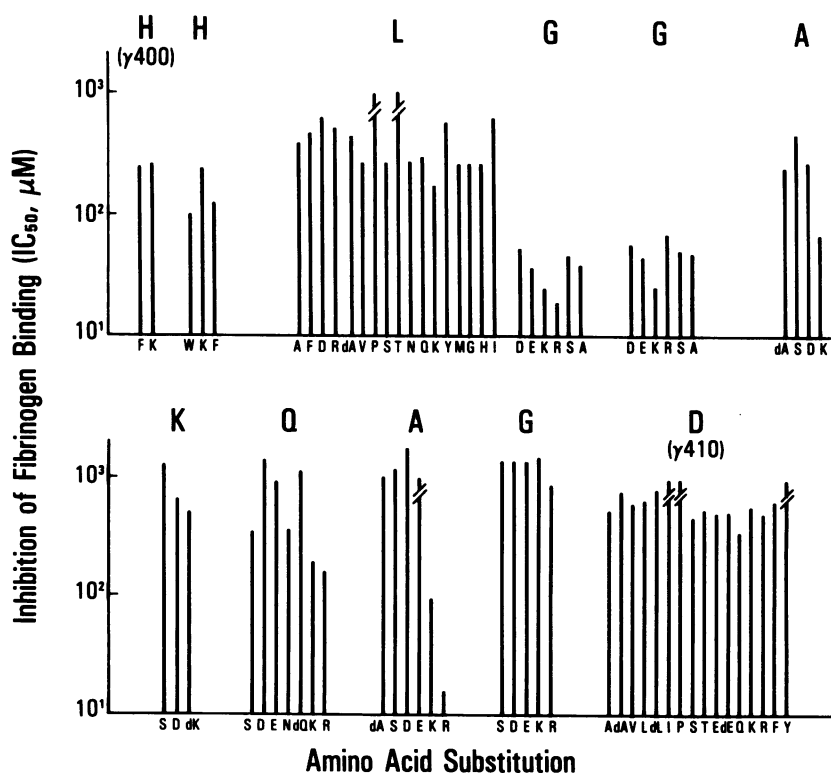 H H L G G A
(γ400)
10³
10²
10¹
F K W K F A F D R dA V P S T N Q K Y M G H I D E K R S A D E K R S A dA S D K
K Q A G D
(γ410)
10³
10²
10¹
S D dK S D E N dQ K R dA S D E K R S D E K R A dA V L dL I P S T E dE Q K R F Y
Inhibition of Fibrinogen Binding (IC₅₀, μM)
Amino Acid Substitution